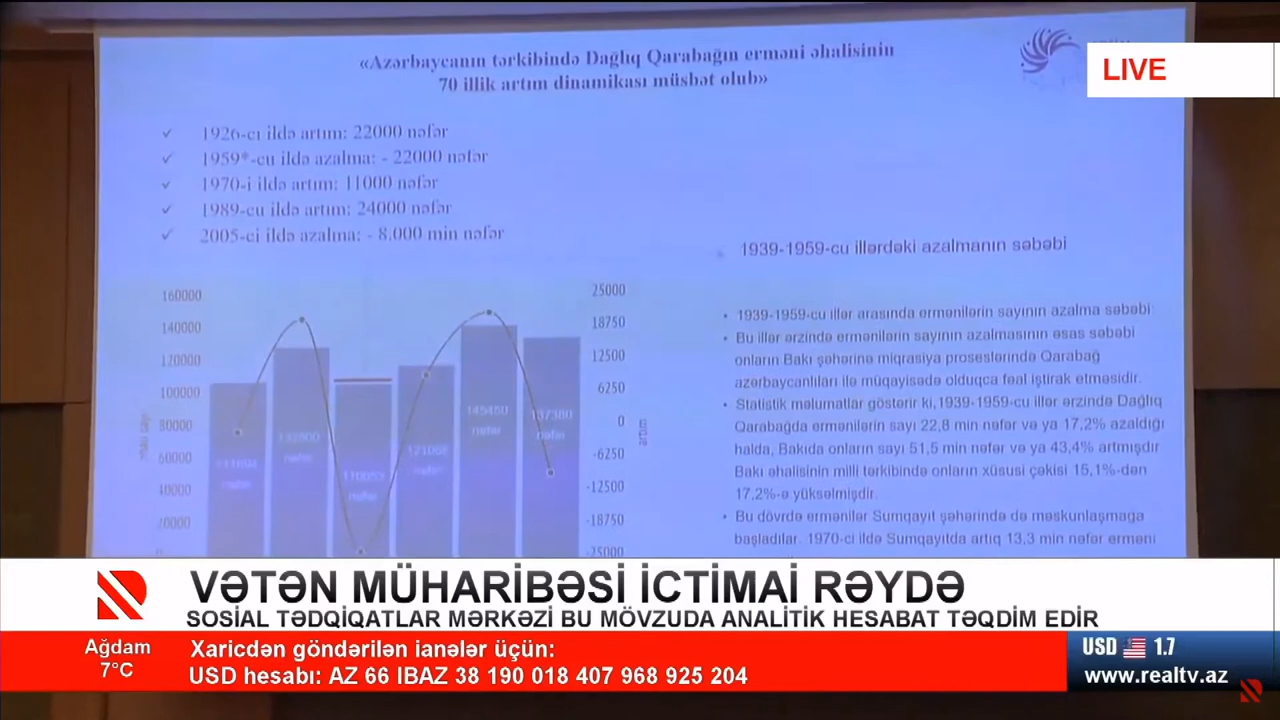 «Azərbaycanın tərkibində Dağlıq Qarabağın erməni əhalisinin
70 illik artım dinamikası müsbət olub»
LIVE
1926-cı ildə artım: 22000 nəfər
1959*-cu ildə azalma: - 22000 nəfər
1970-i ildə artım: 11000 nəfər
1989-cu ildə artım: 24000 nəfər
2005-ci ildə azalma: - 8.000 min nəfər
160000
140000
120000
100000
80000
60000
40000
20000
0
25000
18750
12500
6250
0
-6250
-12500
-18750
-25000
artım
nəfər
nəfər
nəfər
nəfər
145450
nəfər
137380
nəfər
1939-1959-cu illərdəki azalmanın səbəbi
• 1939-1959-cu illər arasında ermənilərin sayının azalma səbəbi
• Bu illər ərzində ermənilərin sayının azalmasının əsas səbəbi
onların Bakı şəhərinə miqrasiya proseslərində Qarabağ
azərbaycanlıları ilə müqayisədə olduqca fəal iştirak etməsidir.
• Statistik məlumatlar göstərir ki,1939-1959-cu illər ərzində Dağlıq
Qarabağda ermənilərin sayı 22,8 min nəfər və ya 17,2% azaldığı
halda, Bakıda onların sayı 51,5 min nəfər və ya 43,4% artmışdır
Bakı əhalisinin milli tərkibində onların xüsusi çəkisi 15,1%-dən
17,2%-ə yüksəlmişdir.
• Bu dövrdə ermənilər Sumqayıt şəhərində də məskunlaşmağa
başladılar. 1970-ci ildə Sumqayıtda artıq 13,3 min nəfər erməni
VƏTƏN MÜHARİBƏSİ İCTİMAİ RƏYDƏ
SOSİAL TƏDQİQATLAR MƏRKƏZİ BU MÖVZUDA ANALİTİK HESABAT TƏQDİM EDİR
Ağdam
7°C
Xaricdən göndərilən ianələr üçün:
USD hesabı: AZ 66 IBAZ 38 190 018 407 968 925 204
USD 1.7
www.realtv.az